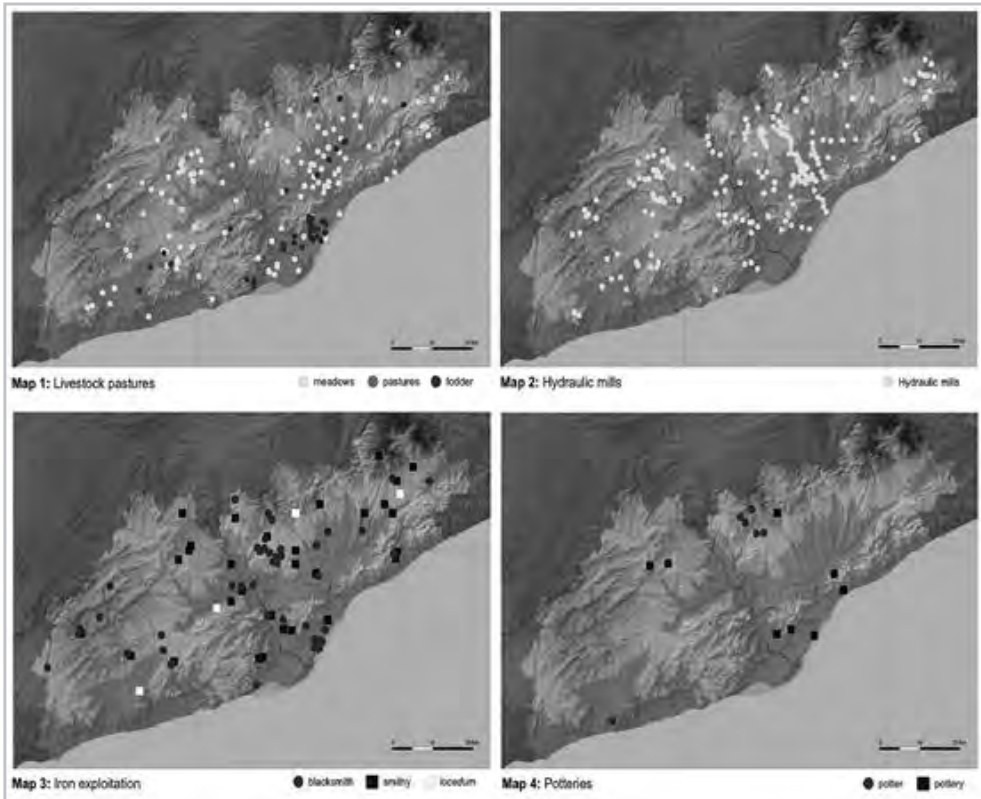 Map 1: Livestock pastures meadows pastures fodder
Map 2: Hydraulic mills Hydraulic mills
Map 3: Iron exploitation blacksmith smithy locedum
Map 4: Potteries potter pottery